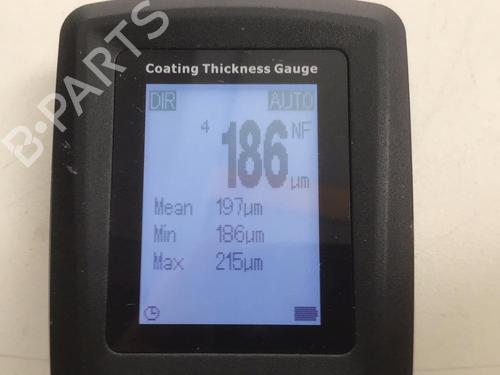 B-PARTS
Coating Thickness Gauge
DIR AUTO
4 186 NF
µm
Mean 197µm
Min 186µm
Max 215µm